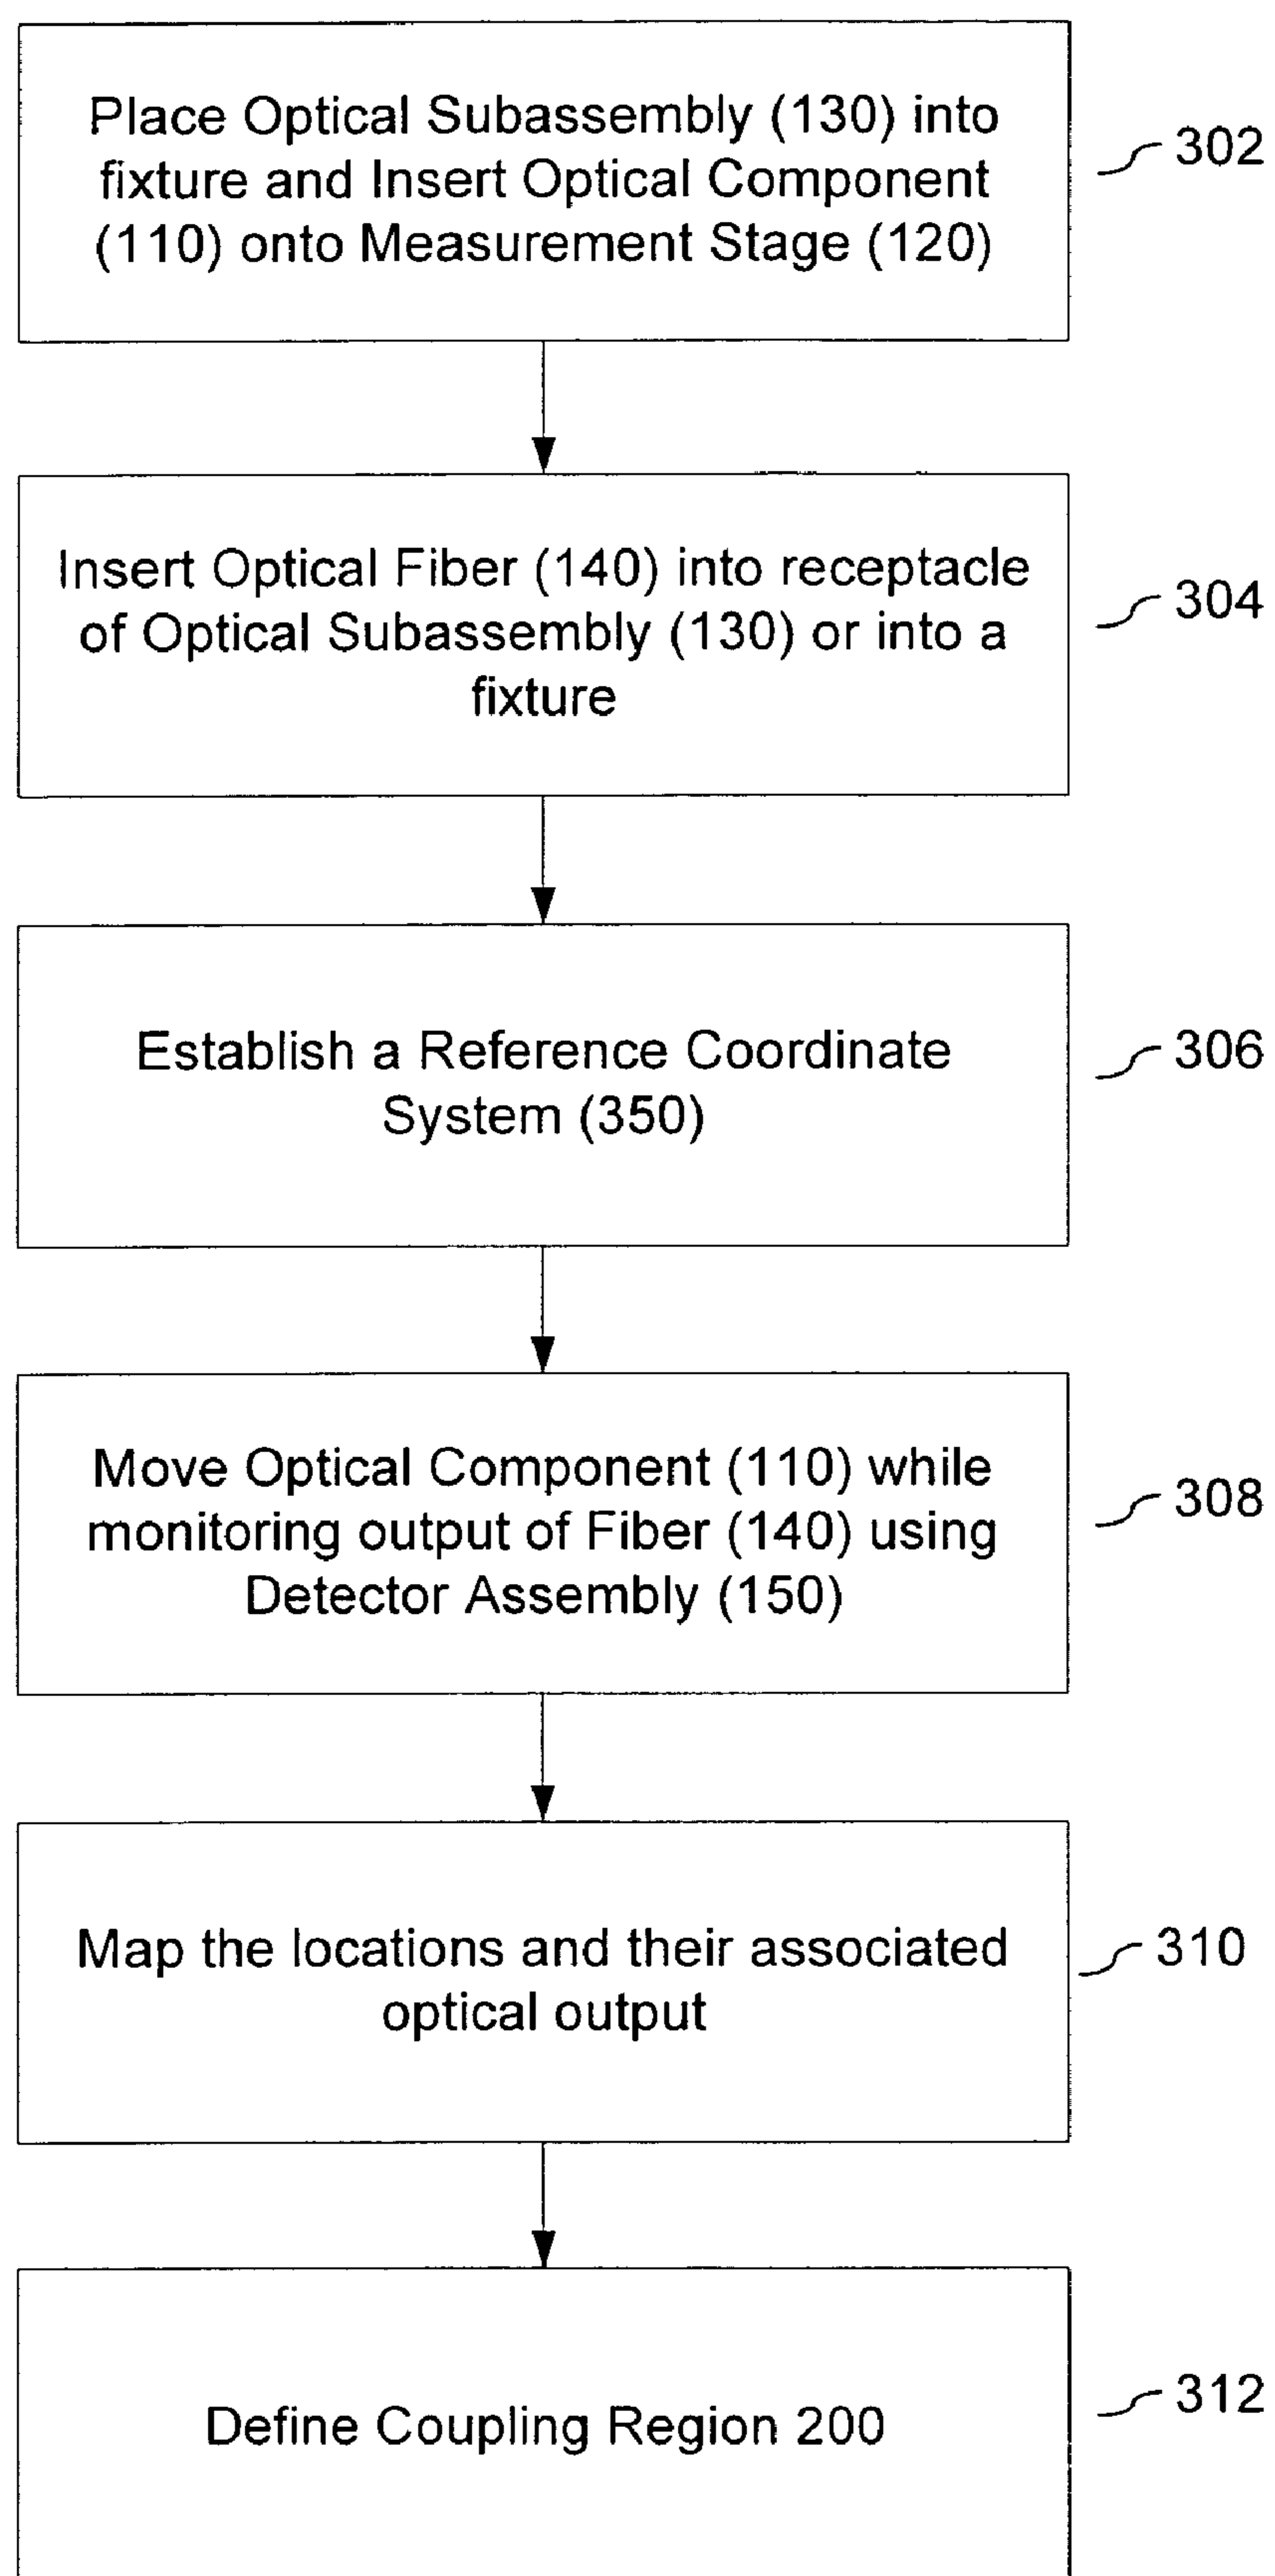 Place Optical Subassembly (130) into
fixture and Insert Optical Component
(110) onto Measurement Stage (120)
302
Insert Optical Fiber (140) into receptacle
of Optical Subassembly (130) or into a
fixture
304
Establish a Reference Coordinate
System (350)
306
Move Optical Component (110) while
monitoring output of Fiber (140) using
Detector Assembly (150)
308
Map the locations and their associated
optical output
310
Define Coupling Region 200
312